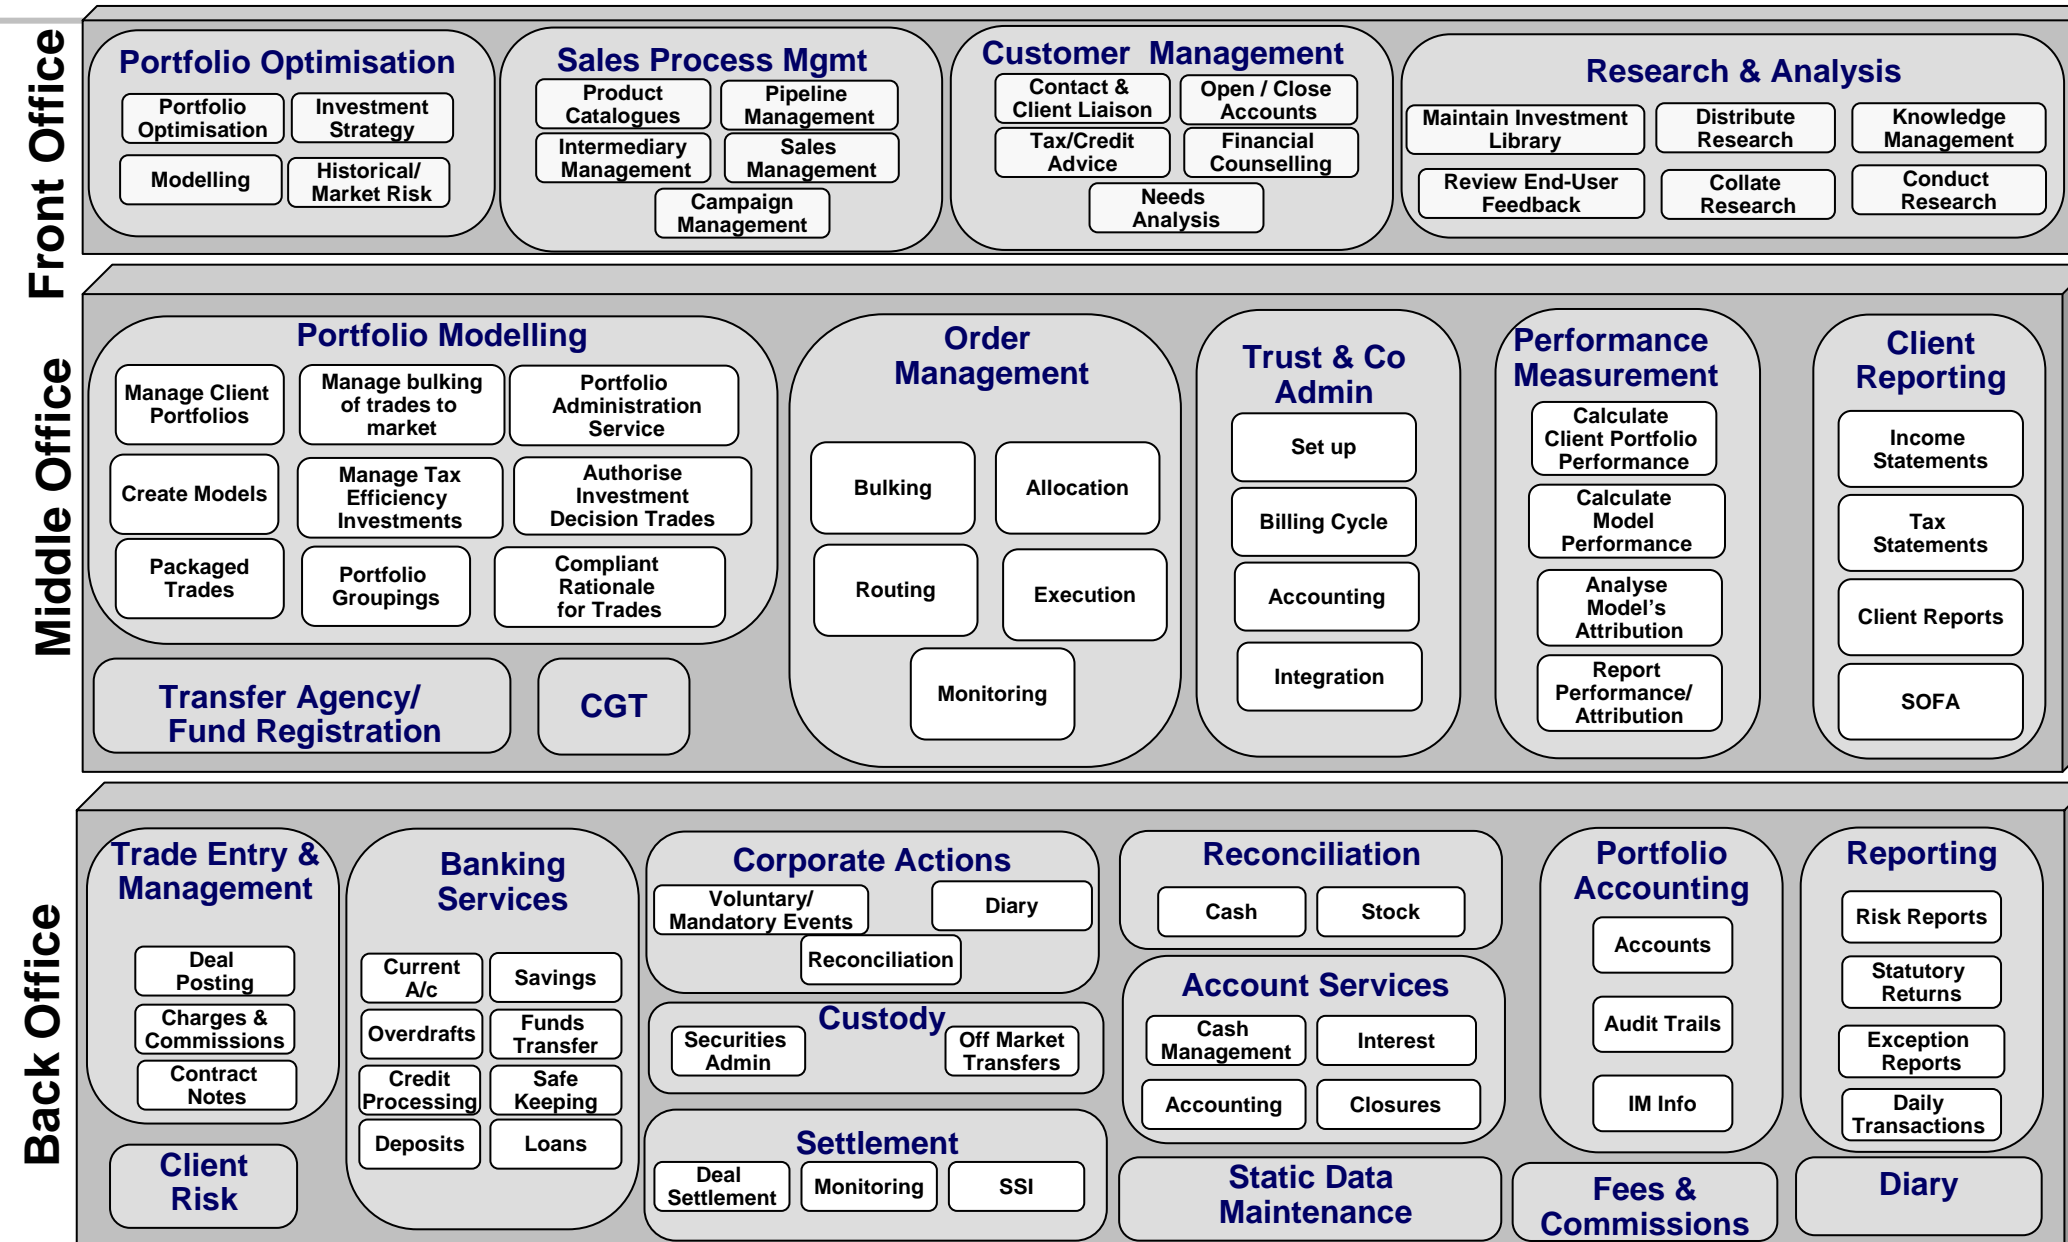 Front Office
Portfolio Optimisation
Portfolio
Optimisation
Investment
Strategy
Modelling
Historical/
Market Risk
Sales Process Mgmt
Product
Catalogues
Pipeline
Management
Intermediary
Management
Sales
Management
Campaign
Management
Customer Management
Contact &
Client Liaison
Open / Close
Accounts
Tax/Credit
Advice
Financial
Counselling
Needs
Analysis
Research & Analysis
Maintain Investment
Library
Distribute
Research
Knowledge
Management
Review End-User
Feedback
Collate
Research
Conduct
Research
Middle Office
Portfolio Modelling
Manage Client
Portfolios
Manage bulking
of trades to
market
Portfolio
Administration
Service
Create Models
Manage Tax
Efficiency
Investments
Authorise
Investment
Decision Trades
Packaged
Trades
Portfolio
Groupings
Compliant
Rationale
for Trades
Transfer Agency/
Fund Registration
CGT
Order
Management
Bulking
Allocation
Routing
Execution
Monitoring
Trust & Co
Admin
Set up
Billing Cycle
Accounting
Integration
Performance
Measurement
Calculate
Client Portfolio
Performance
Calculate
Model
Performance
Analyse
Model’s
Attribution
Report
Performance/
Attribution
Client
Reporting
Income
Statements
Tax
Statements
Client Reports
SOFA
Back Office
Trade Entry &
Management
Deal
Posting
Charges &
Commissions
Contract
Notes
Client
Risk
Banking
Services
Current
A/c
Savings
Overdrafts
Funds
Transfer
Credit
Processing
Safe
Keeping
Deposits
Loans
Corporate Actions
Voluntary/
Mandatory Events
Diary
Reconciliation
Custody
Securities
Admin
Off Market
Transfers
Settlement
Deal
Settlement
Monitoring
SSI
Reconciliation
Cash
Stock
Account Services
Cash
Management
Interest
Accounting
Closures
Static Data
Maintenance
Portfolio
Accounting
Accounts
Audit Trails
IM Info
Fees &
Commissions
Reporting
Risk Reports
Statutory
Returns
Exception
Reports
Daily
Transactions
Diary